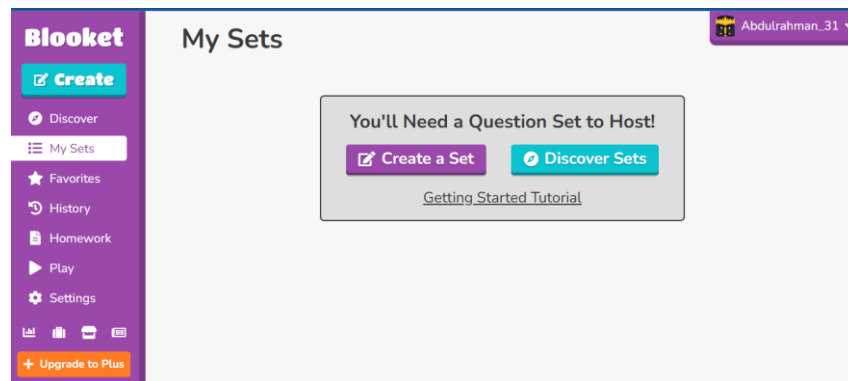 Blooket
Create
Discover
My Sets
Favorites
History
Homework
Play
Settings
+ Upgrade to Plus
My Sets
Abdulrahman_31
You'll Need a Question Set to Host!
Create a Set
Discover Sets
Getting Started Tutorial